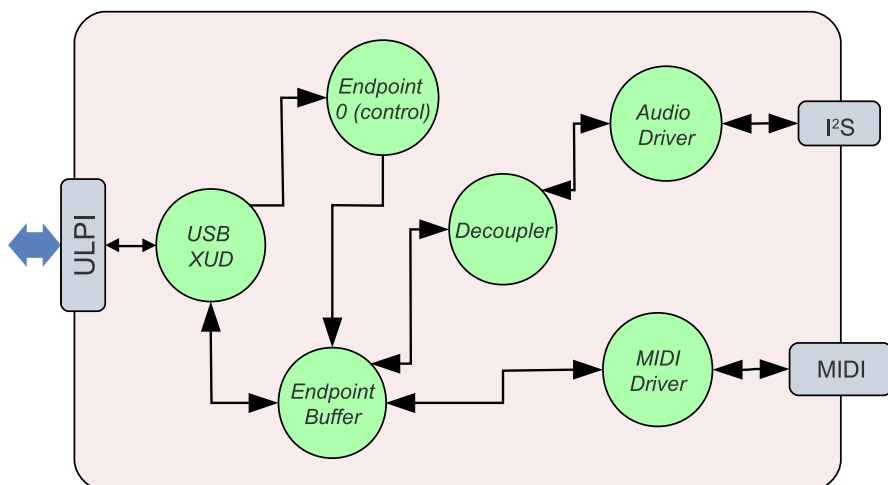 Endpoint
0 (control)
Audio
Driver
I²S
ULPI
USB
XUD
Decoupler
Endpoint
Buffer
MIDI
Driver
MIDI